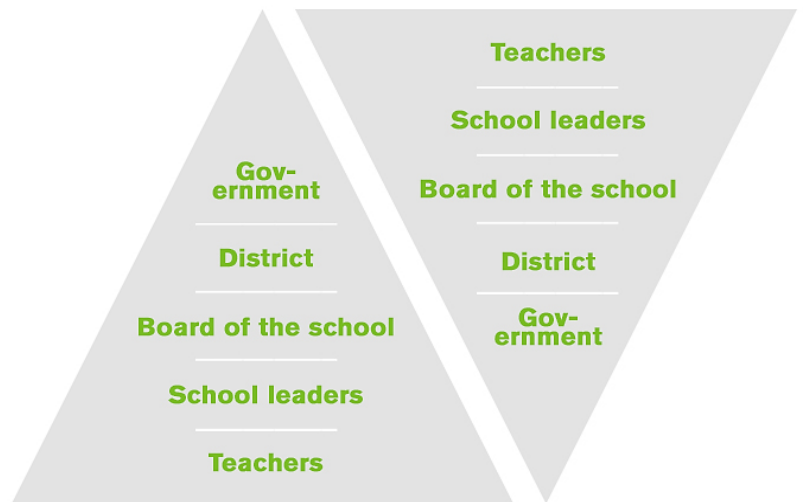 Gov-
ernment
District
Board of the school
School leaders
Teachers
Teachers
School leaders
Board of the school
District
Gov-
ernment